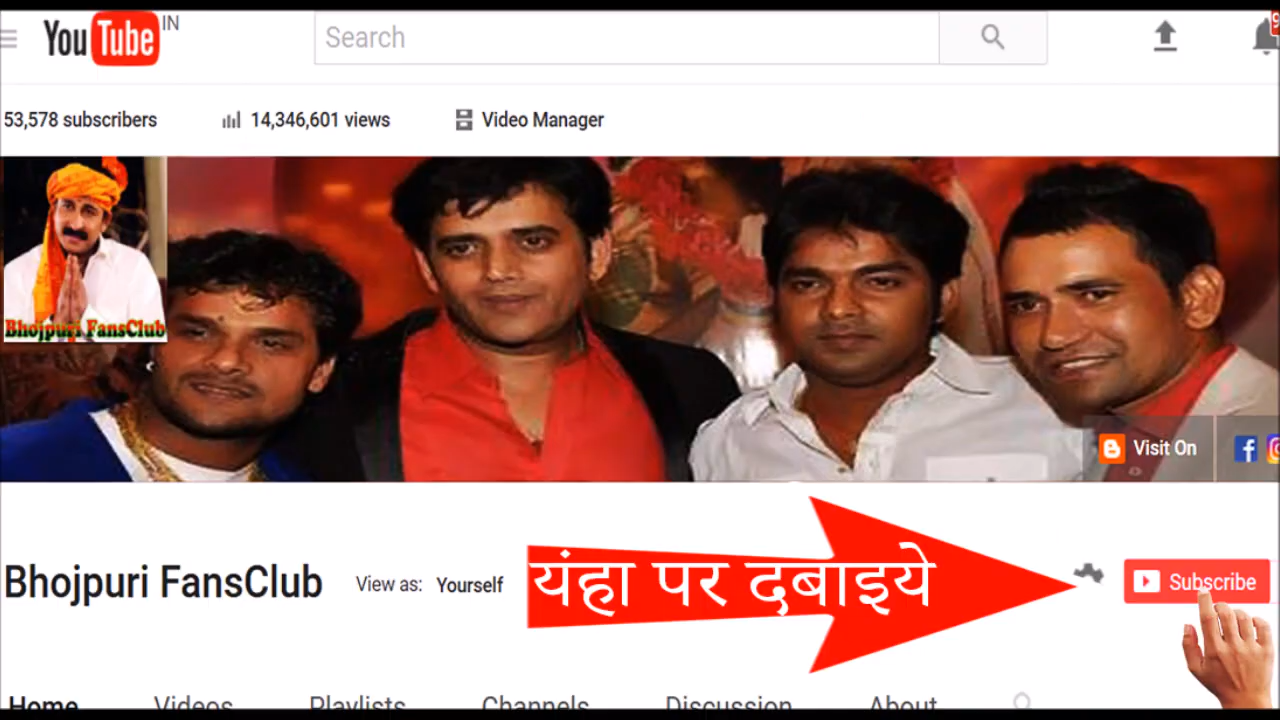 YouTube IN
Search
9
53,578 subscribers
14,346,601 views
Video Manager
Bhojpuri FansClub
Visit On
Bhojpuri FansClub
View as: Yourself
यंहा पर दबाइये
Subscribe
Home
Videos
Playlists
Channels
Discussion
About